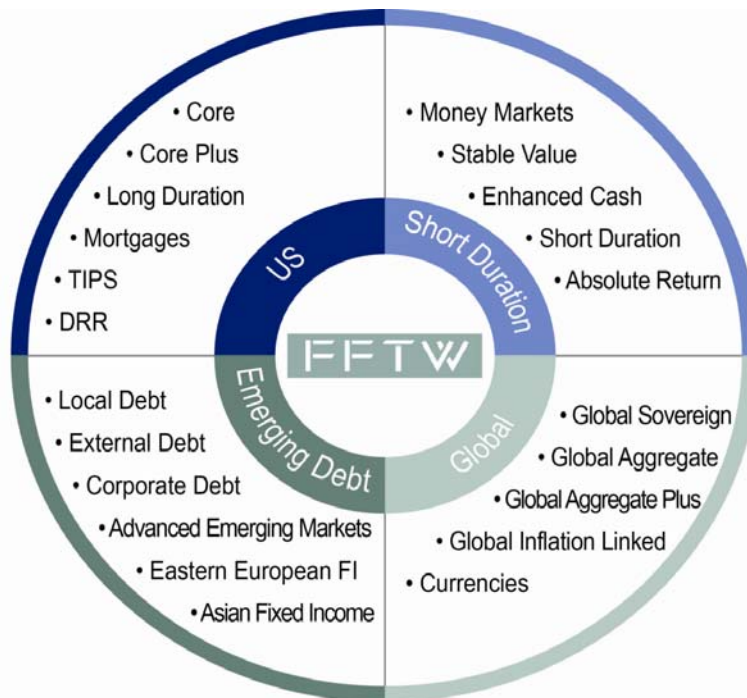 • Core
• Core Plus
• Long Duration
• Mortgages
• TIPS
• DRR
US
• Money Markets
• Stable Value
• Enhanced Cash
• Short Duration
• Absolute Return
Short Duration
FFTW
• Local Debt
• External Debt
• Corporate Debt
• Advanced Emerging Markets
• Eastern European FI
• Asian Fixed Income
Emerging Debt
• Global Sovereign
• Global Aggregate
• Global Aggregate Plus
• Global Inflation Linked
• Currencies
Global